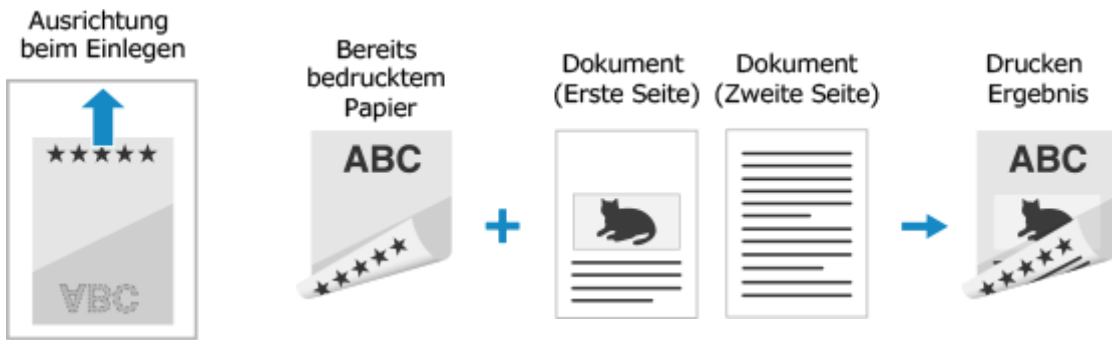 Ausrichtung
beim Einlegen
★★★★★
ABC
Bereits
bedrucktem
Papier
ABC
★★★★★
Dokument
(Erste Seite)
Dokument
(Zweite Seite)
Drucken
Ergebnis
ABC
★★★★★